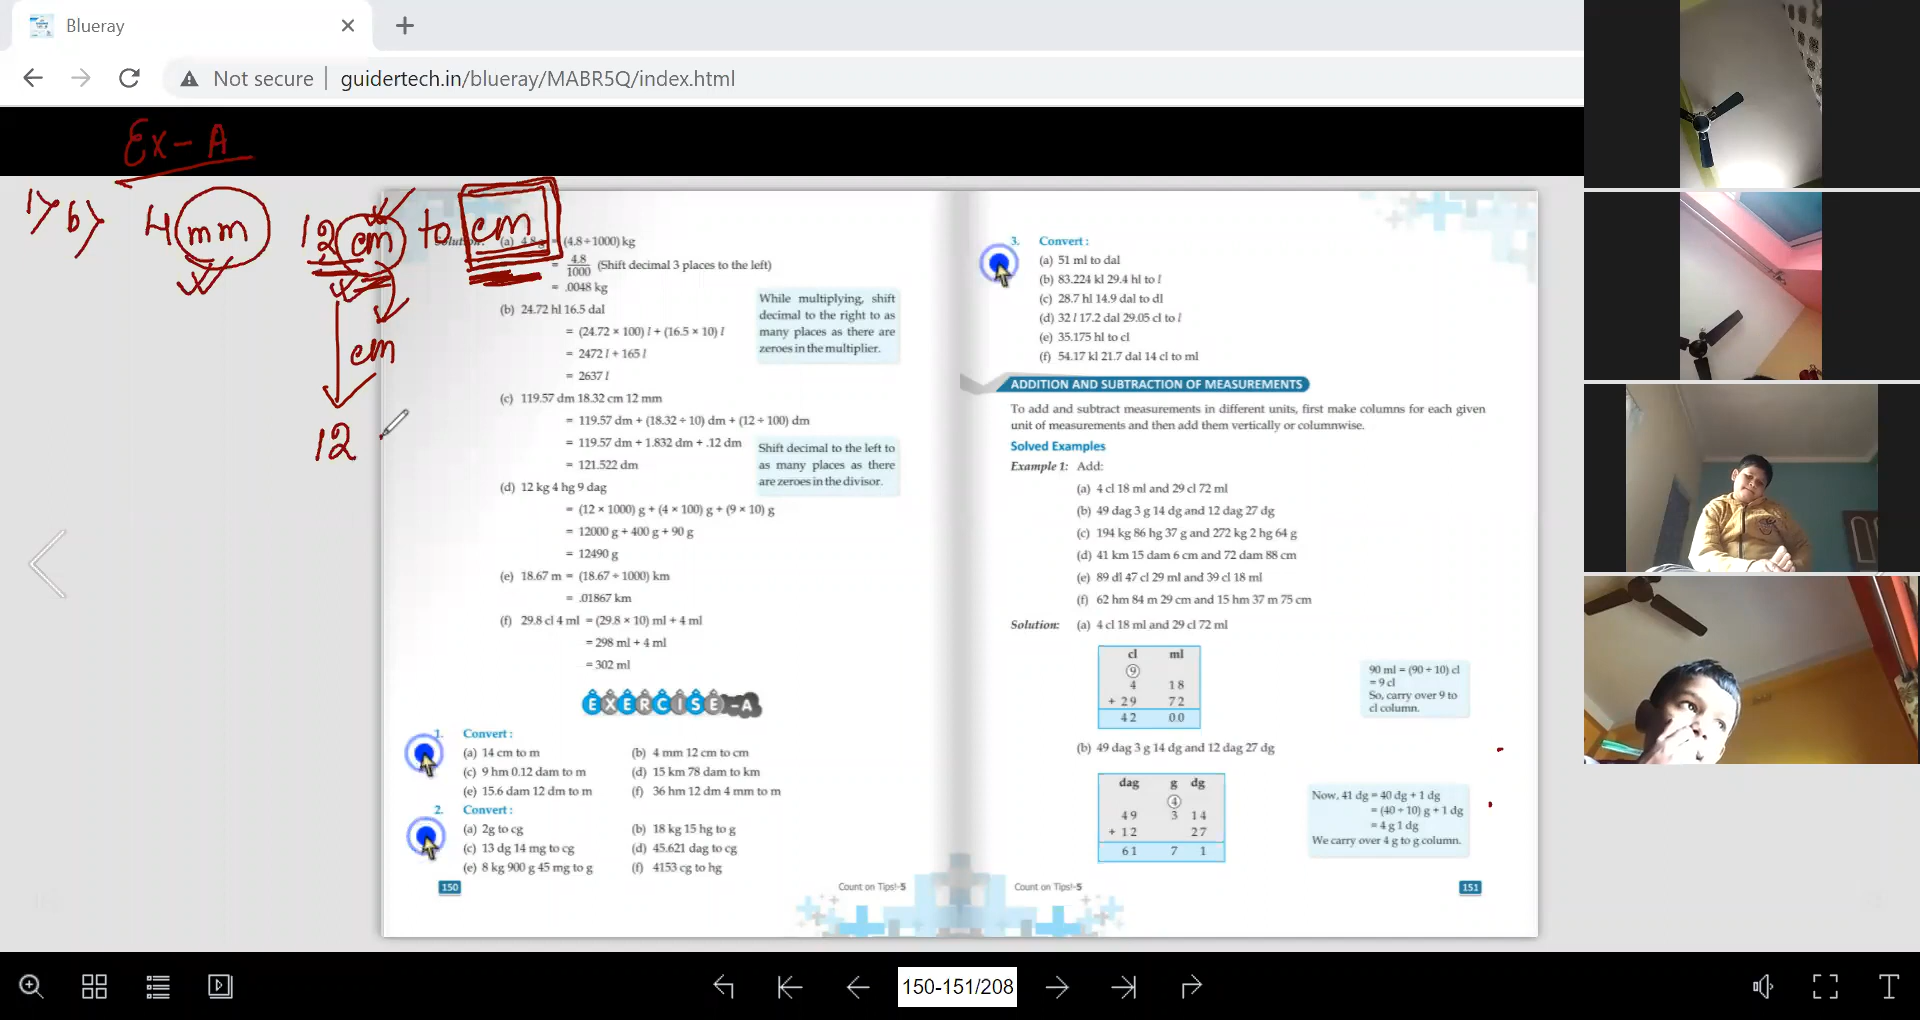 Blueray
Not secure | guidertech.in/blueray/MABR5Q/index.html
Ex-A
1> b> 4 mm 12 cm to cm
cm
12
(a) 4.8 g = (4.8÷1000) kg
= 4.8/1000 (Shift decimal 3 places to the left)
= .0048 kg
(b) 24.72 hl 16.5 dal
= (24.72 × 100) l + (16.5 × 10) l
= 2472 l + 165 l
= 2637 l
While multiplying, shift
decimal to the right to as
many places as there are
zeroes in the multiplier.
(c) 119.57 dm 18.32 cm 12 mm
= 119.57 dm + (18.32 ÷ 10) dm + (12 ÷ 100) dm
= 119.57 dm + 1.832 dm + .12 dm
= 121.522 dm
Shift decimal to the left to
as many places as there
are zeroes in the divisor.
(d) 12 kg 4 hg 9 dag
= (12 × 1000) g + (4 × 100) g + (9 × 10) g
= 12000 g + 400 g + 90 g
= 12490 g
(e) 18.67 m = (18.67 ÷ 1000) km
= .01867 km
(f) 29.8 cl 4 ml = (29.8 × 10) ml + 4 ml
= 298 ml + 4 ml
= 302 ml
EXERCISE-A
1. Convert :
(a) 14 cm to m (b) 4 mm 12 cm to cm
(c) 9 hm 0.12 dam to m (d) 15 km 78 dam to km
(e) 15.6 dam 12 dm to m (f) 36 hm 12 dm 4 mm to m
2. Convert :
(a) 2g to cg (b) 18 kg 15 hg to g
(c) 13 dg 14 mg to cg (d) 45.621 dag to cg
(e) 8 kg 900 g 45 mg to g (f) 4153 cg to hg
150 Count on Tips!-5
3. Convert :
(a) 51 ml to dal
(b) 83.224 kl 29.4 hl to l
(c) 28.7 hl 14.9 dal to dl
(d) 32 l 17.2 dal 29.05 cl to l
(e) 35.175 hl to cl
(f) 54.17 kl 21.7 dal 14 cl to ml
ADDITION AND SUBTRACTION OF MEASUREMENTS
To add and subtract measurements in different units, first make columns for each given
unit of measurements and then add them vertically or columnwise.
Solved Examples
Example 1: Add:
(a) 4 cl 18 ml and 29 cl 72 ml
(b) 49 dag 3 g 14 dg and 12 dag 27 dg
(c) 194 kg 86 hg 37 g and 272 kg 2 hg 64 g
(d) 41 km 15 dam 6 cm and 72 dam 88 cm
(e) 89 dl 47 cl 29 ml and 39 cl 18 ml
(f) 62 hm 84 m 29 cm and 15 hm 37 m 75 cm
Solution: (a) 4 cl 18 ml and 29 cl 72 ml
cl ml
9
4 18
+ 29 72
42 00
90 ml = (90 ÷ 10) cl
= 9 cl
So, carry over 9 to
cl column.
(b) 49 dag 3 g 14 dg and 12 dag 27 dg
dag g dg
4
49 3 14
+ 12 27
61 7 1
Now, 41 dg = 40 dg + 1 dg
= (40 ÷ 10) g + 1 dg
= 4 g 1 dg
We carry over 4 g to g column.
Count on Tips!-5 151
150-151/208
T